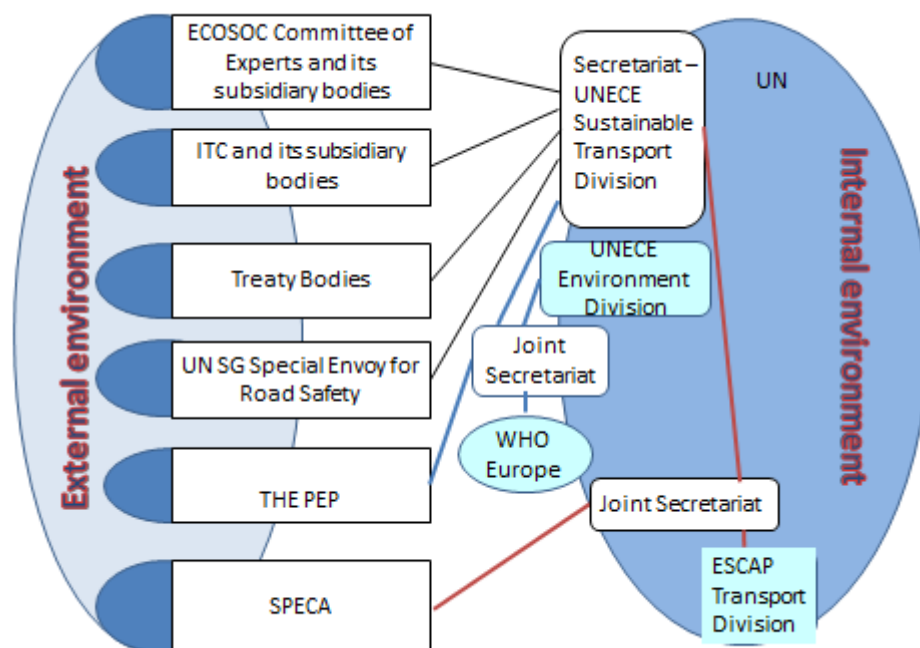 ECOSOC Committee of
Experts and its
subsidiary bodies
ITC and its subsidiary
bodies
Treaty Bodies
UN SG Special Envoy for
Road Safety
THE PEP
SPECA
External environment
Secretariat –
UNECE
Sustainable
Transport
Division
UN
UNECE
Environment
Division
Joint
Secretariat
WHO
Europe
Joint Secretariat
ESCAP
Transport
Division
Internal environment